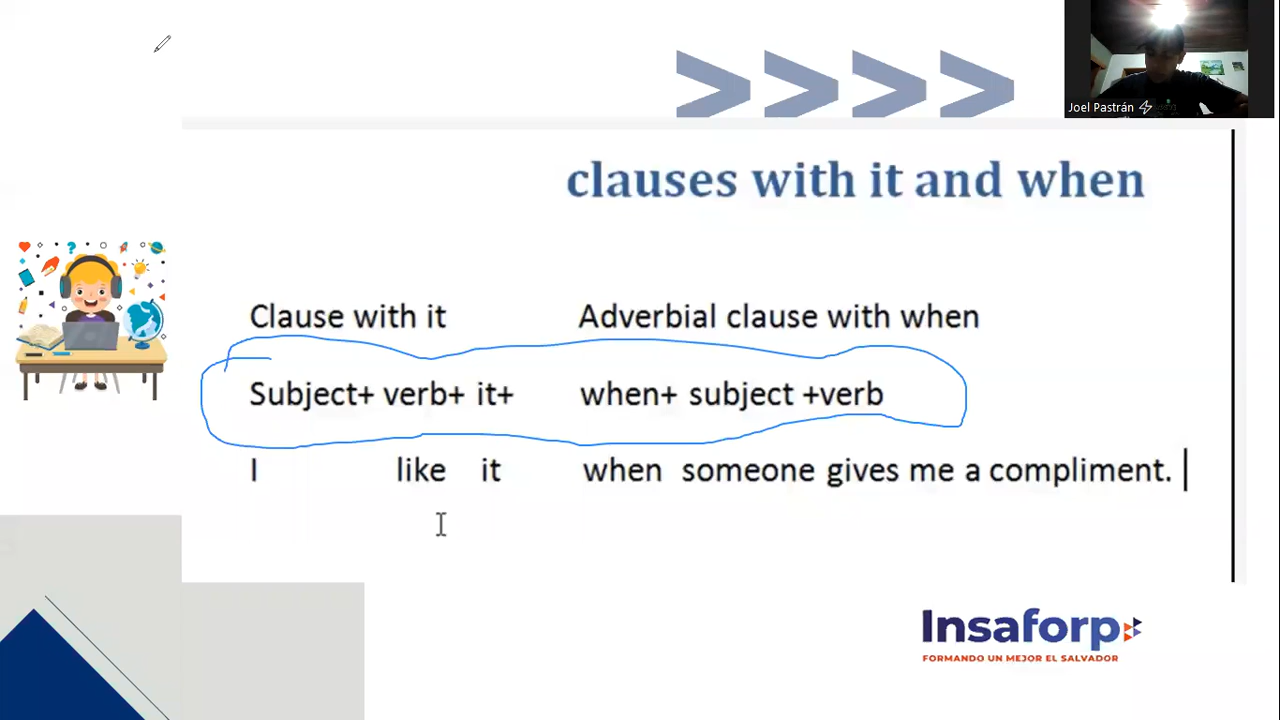 Joel Pastrán
clauses with it and when
Clause with it Adverbial clause with when
Subject+ verb+ it+ when+ subject +verb
I like it when someone gives me a compliment.
Insaforp
FORMANDO UN MEJOR EL SALVADOR